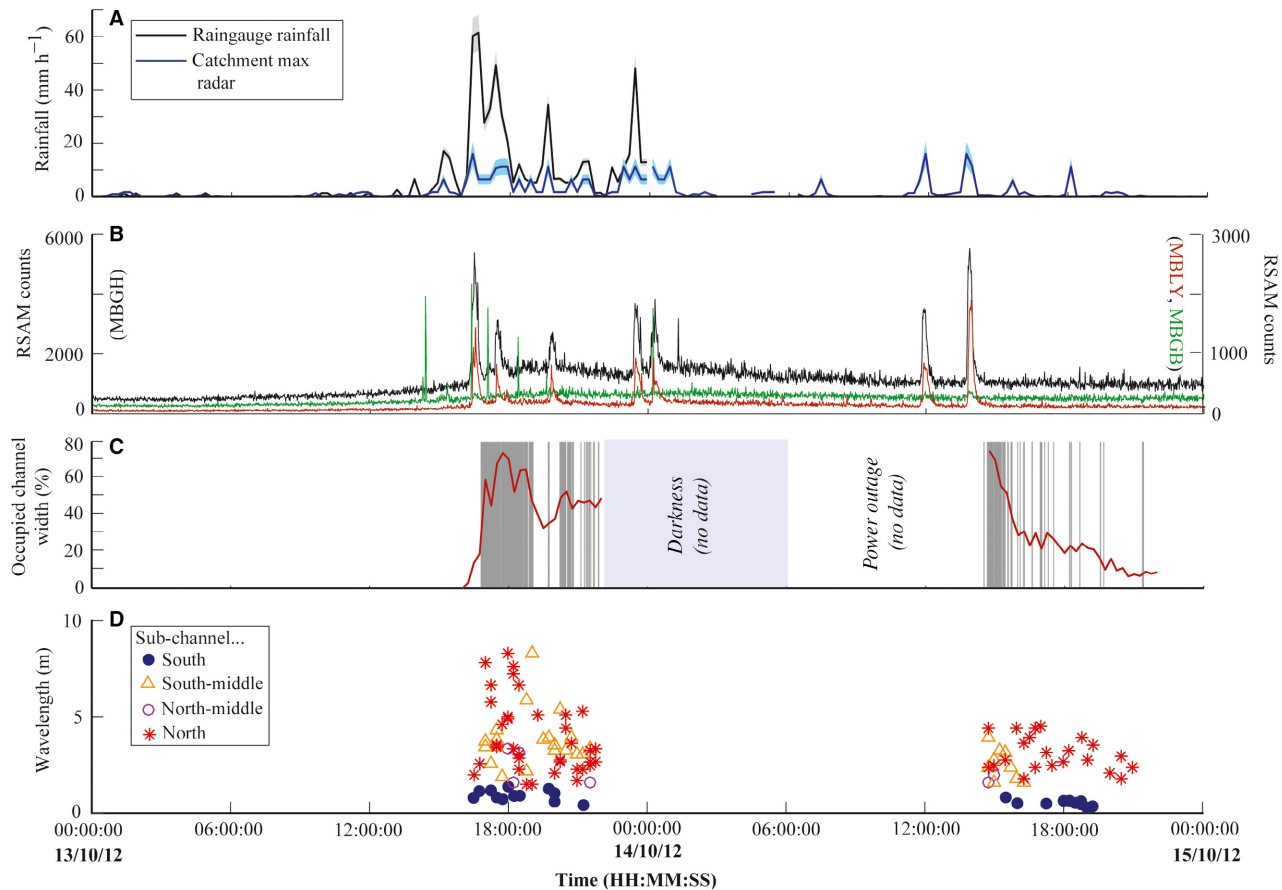 A
Rainfall (mm h−1)
60
40
20
0
Raingauge rainfall
Catchment max
radar
B
RSAM counts
(MBGH)
6000
2000
0
3000
1000
0
(MBLY, MBGB)
RSAM counts
C
Occupied channel
width (%)
80
60
40
20
0
Darkness
(no data)
Power outage
(no data)
D
Wavelength (m)
10
5
0
Sub-channel...
South
South-middle
North-middle
North
00:00:00 06:00:00 12:00:00 18:00:00 00:00:00 06:00:00 12:00:00 18:00:00 00:00:00
13/10/12 14/10/12 15/10/12
Time (HH:MM:SS)